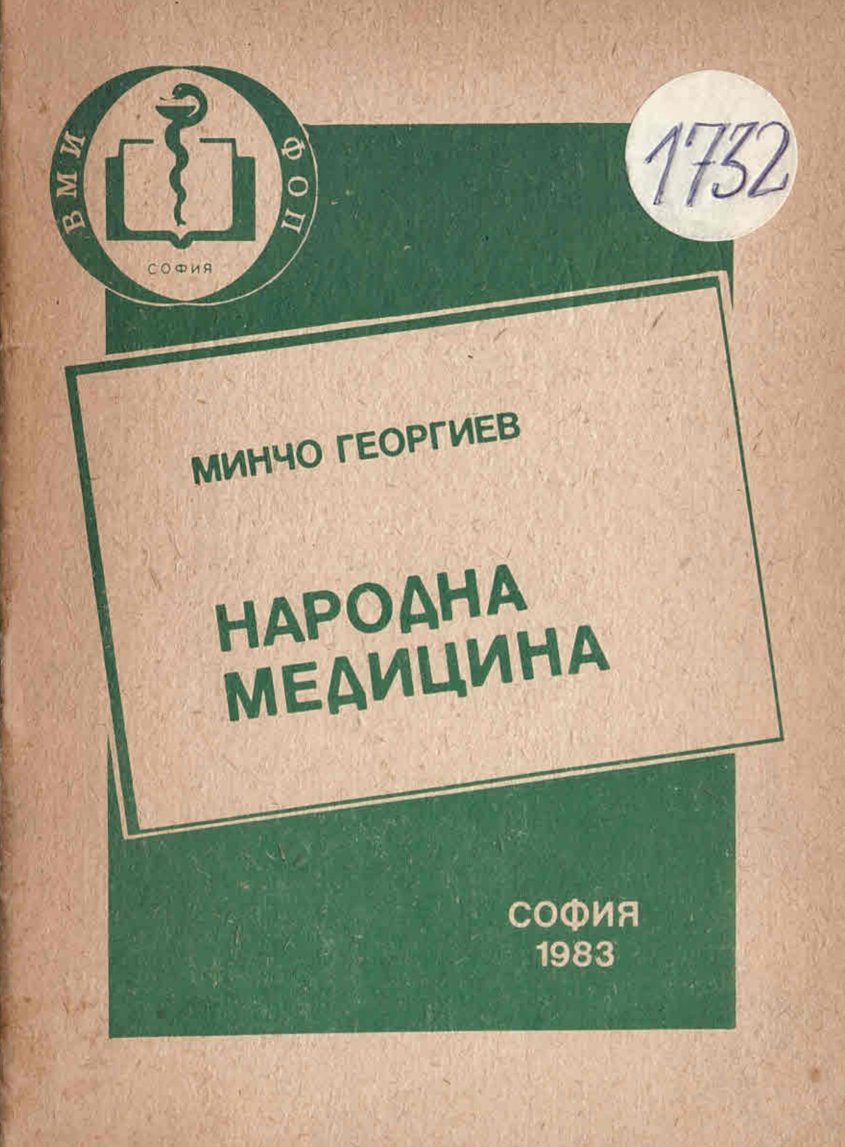 ВМИ
ФОП
СОФИЯ
1732
МИНЧО ГЕОРГИЕВ
НАРОДНА
МЕДИЦИНА
СОФИЯ
1983